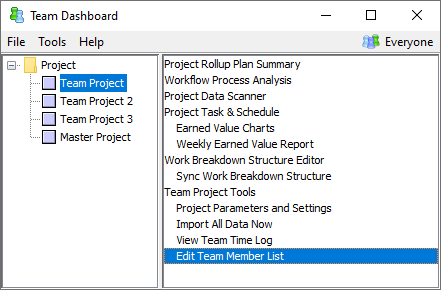 Team Dashboard
File Tools Help Everyone
Project
Team Project
Team Project 2
Team Project 3
Master Project
Project Rollup Plan Summary
Workflow Process Analysis
Project Data Scanner
Project Task & Schedule
Earned Value Charts
Weekly Earned Value Report
Work Breakdown Structure Editor
Sync Work Breakdown Structure
Team Project Tools
Project Parameters and Settings
Import All Data Now
View Team Time Log
Edit Team Member List